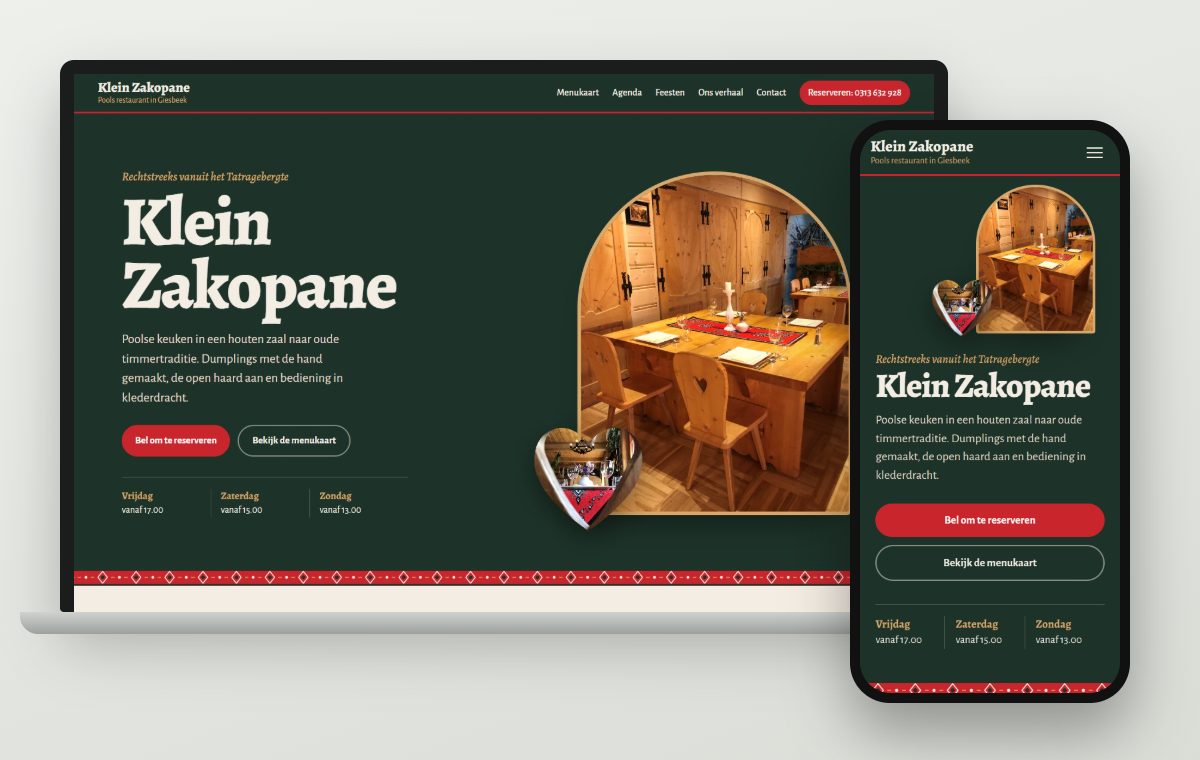 Klein Zakopane
Pools restaurant in Giesbeek
Menukaart Agenda Feesten Ons verhaal Contact Reserveren: 0313 632 928
Rechtstreeks vanuit het Tatragebergte
Klein
Zakopane
Poolse keuken in een houten zaal naar oude
timmertraditie. Dumplings met de hand
gemaakt, de open haard aan en bediening in
klederdracht.
Bel om te reserveren Bekijk de menukaart
Vrijdag Zaterdag Zondag
vanaf 17.00 vanaf 15.00 vanaf 13.00
Klein Zakopane
Pools restaurant in Giesbeek
Rechtstreeks vanuit het Tatragebergte
Klein Zakopane
Poolse keuken in een houten zaal naar oude
timmertraditie. Dumplings met de hand
gemaakt, de open haard aan en bediening in
klederdracht.
Bel om te reserveren
Bekijk de menukaart
Vrijdag Zaterdag Zondag
vanaf 17.00 vanaf 15.00 vanaf 13.00